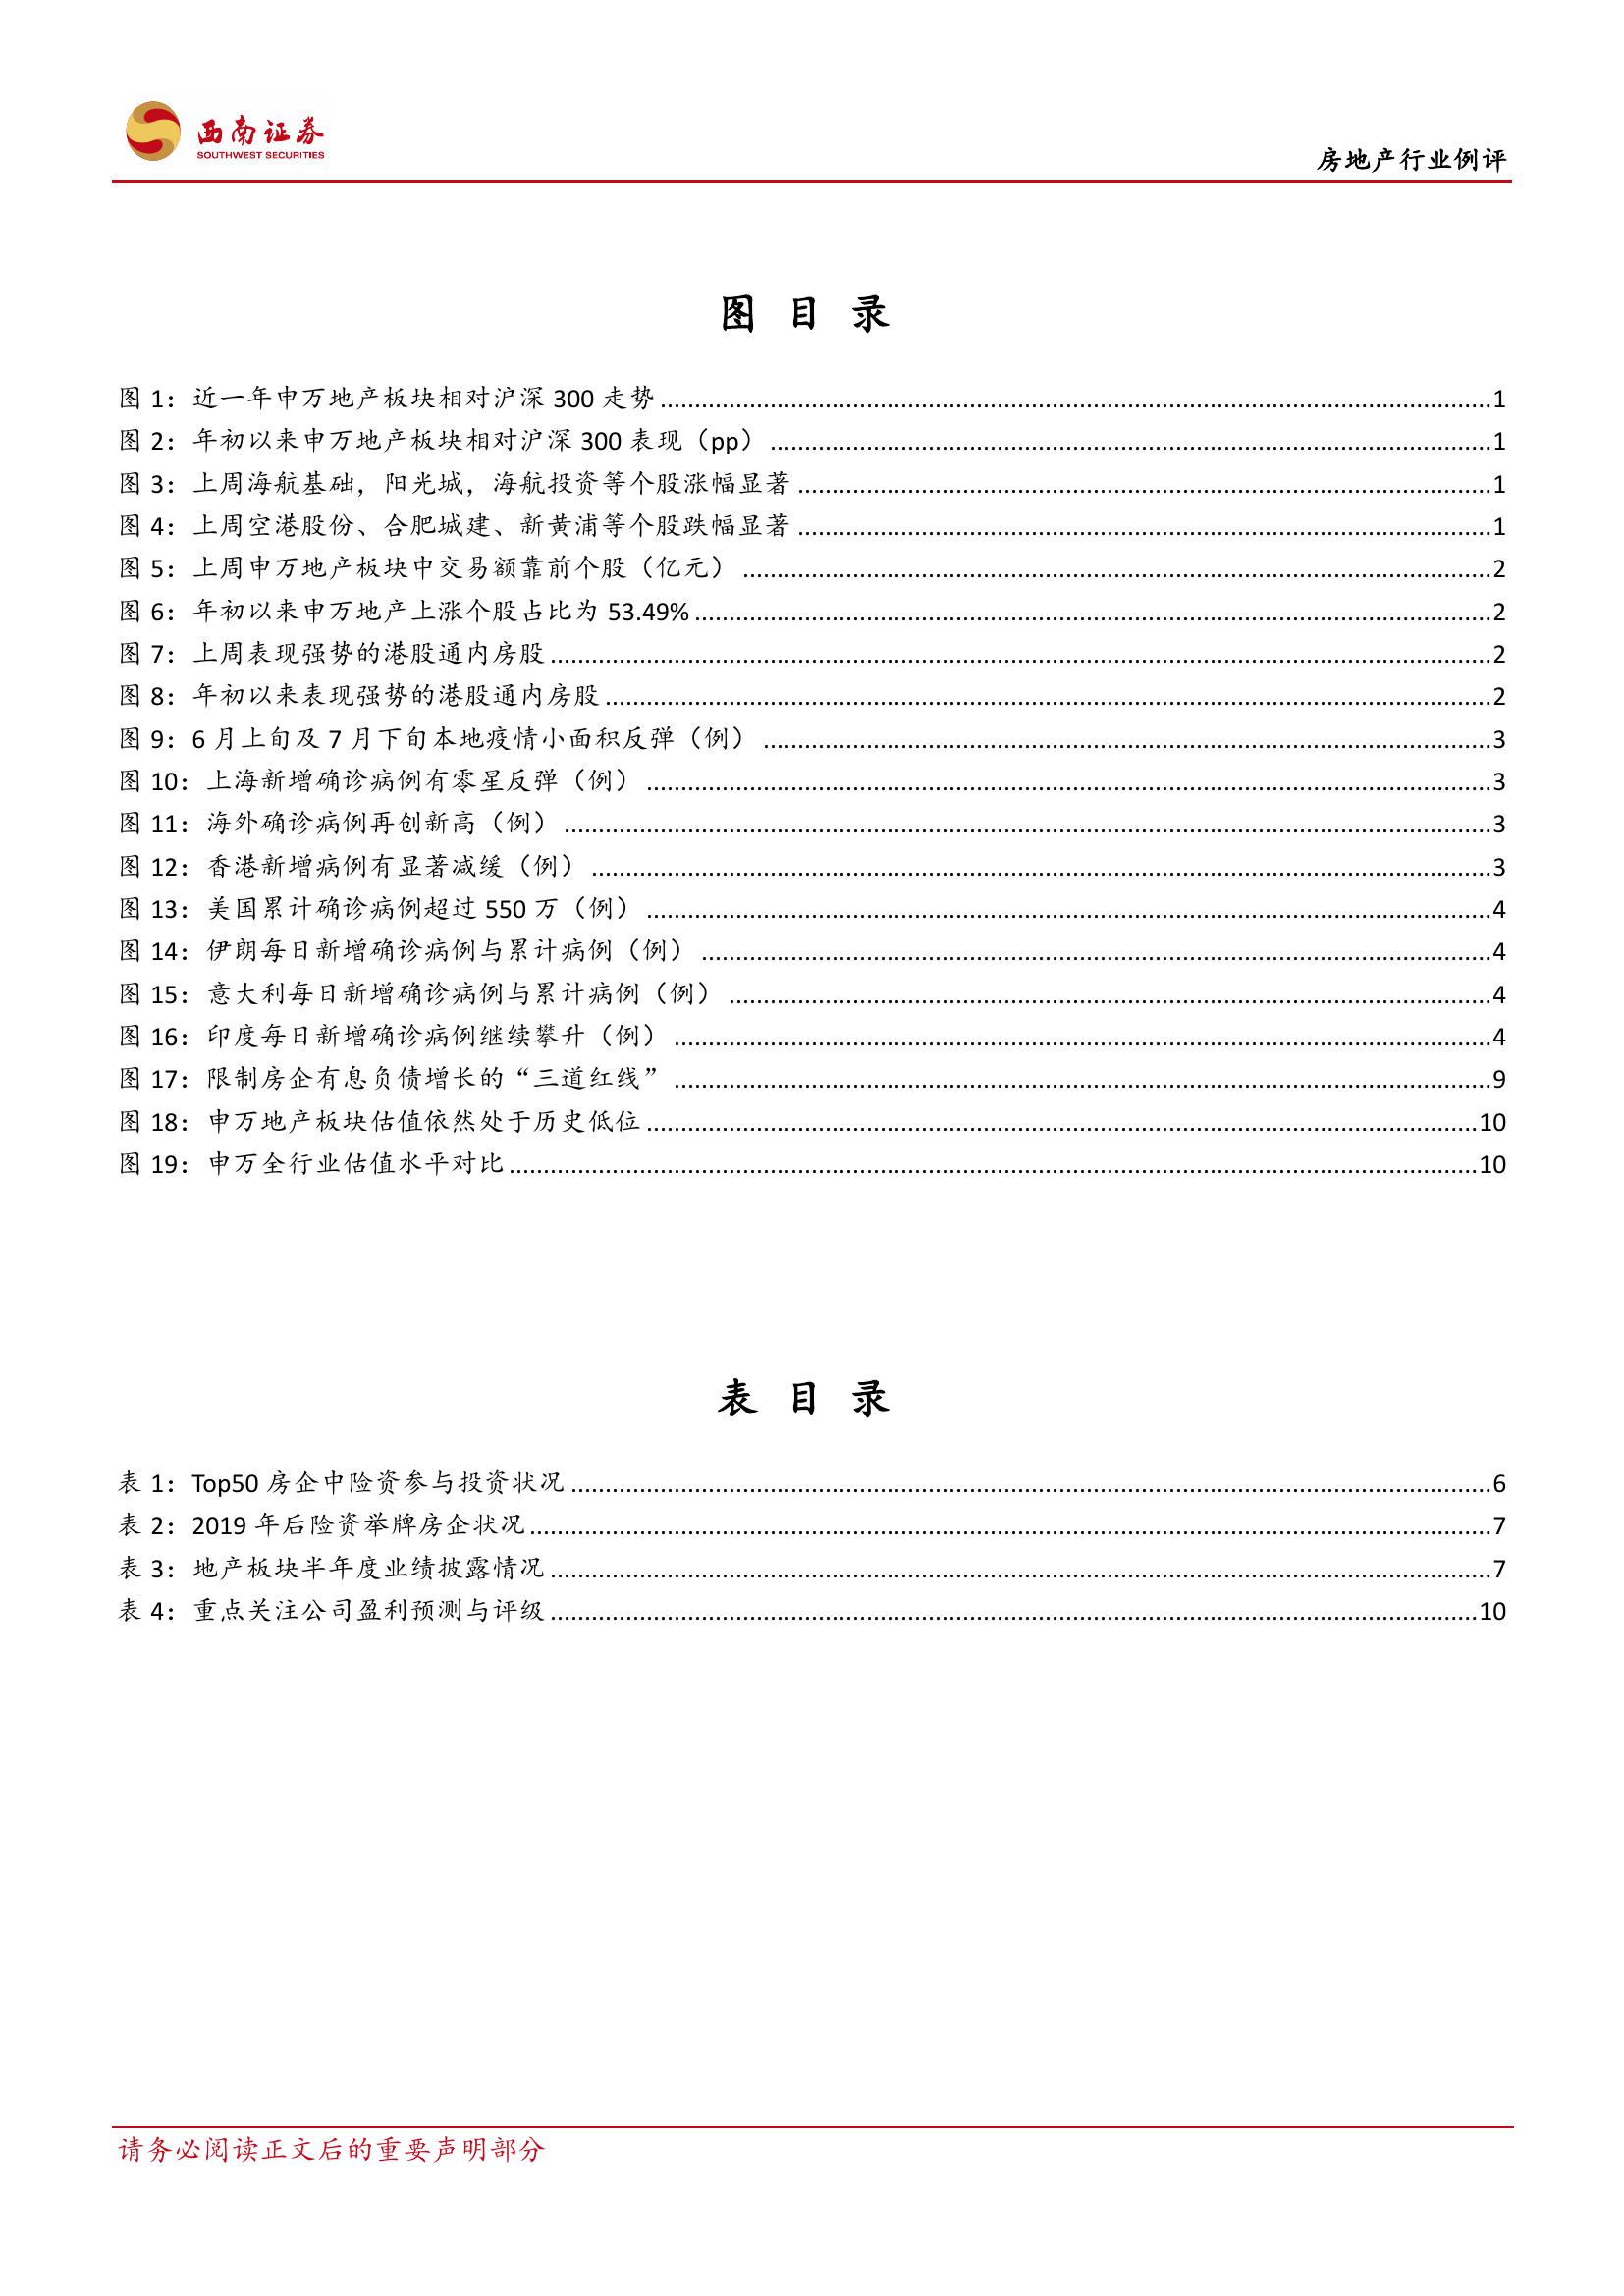 西南证券
SOUTHWEST SECURITIES
房地产行业例评
图 目 录
图 1：近一年申万地产板块相对沪深 300 走势........1
图 2：年初以来申万地产板块相对沪深 300 表现（pp）........1
图 3：上周海航基础，阳光城，海航投资等个股涨幅显著........1
图 4：上周空港股份、合肥城建、新黄浦等个股跌幅显著........1
图 5：上周申万地产板块中交易额靠前个股（亿元）........2
图 6：年初以来申万地产上涨个股占比为 53.49%........2
图 7：上周表现强势的港股通内房股........2
图 8：年初以来表现强势的港股通内房股........2
图 9：6 月上旬及 7 月下旬本地疫情小面积反弹（例）........3
图 10：上海新增确诊病例有零星反弹（例）........3
图 11：海外确诊病例再创新高（例）........3
图 12：香港新增病例有显著减缓（例）........3
图 13：美国累计确诊病例超过 550 万（例）........4
图 14：伊朗每日新增确诊病例与累计病例（例）........4
图 15：意大利每日新增确诊病例与累计病例（例）........4
图 16：印度每日新增确诊病例继续攀升（例）........4
图 17：限制房企有息负债增长的“三道红线”........9
图 18：申万地产板块估值依然处于历史低位........10
图 19：申万全行业估值水平对比........10
表 目 录
表 1：Top50 房企中险资参与投资状况........6
表 2：2019 年后险资举牌房企状况........7
表 3：地产板块半年度业绩披露情况........7
表 4：重点关注公司盈利预测与评级........10
请务必阅读正文后的重要声明部分